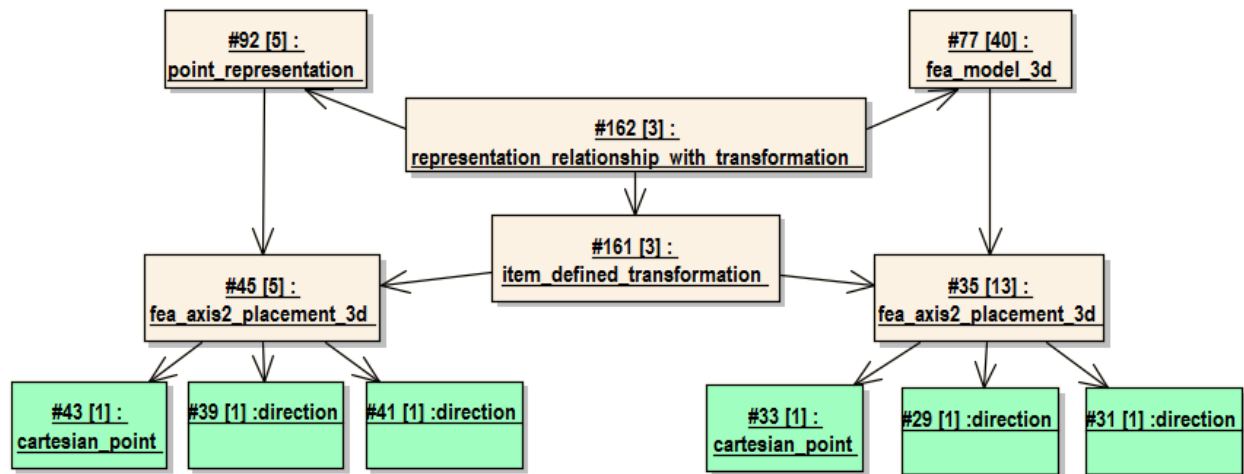 #92 [5] :
point_representation
#77 [40] :
fea_model_3d
#162 [3] :
representation_relationship_with_transformation
#161 [3] :
item_defined_transformation
#45 [5] :
fea_axis2_placement_3d
#35 [13] :
fea_axis2_placement_3d
#43 [1] :
cartesian_point
#39 [1] :direction
#41 [1] :direction
#33 [1] :
cartesian_point
#29 [1] :direction
#31 [1] :direction